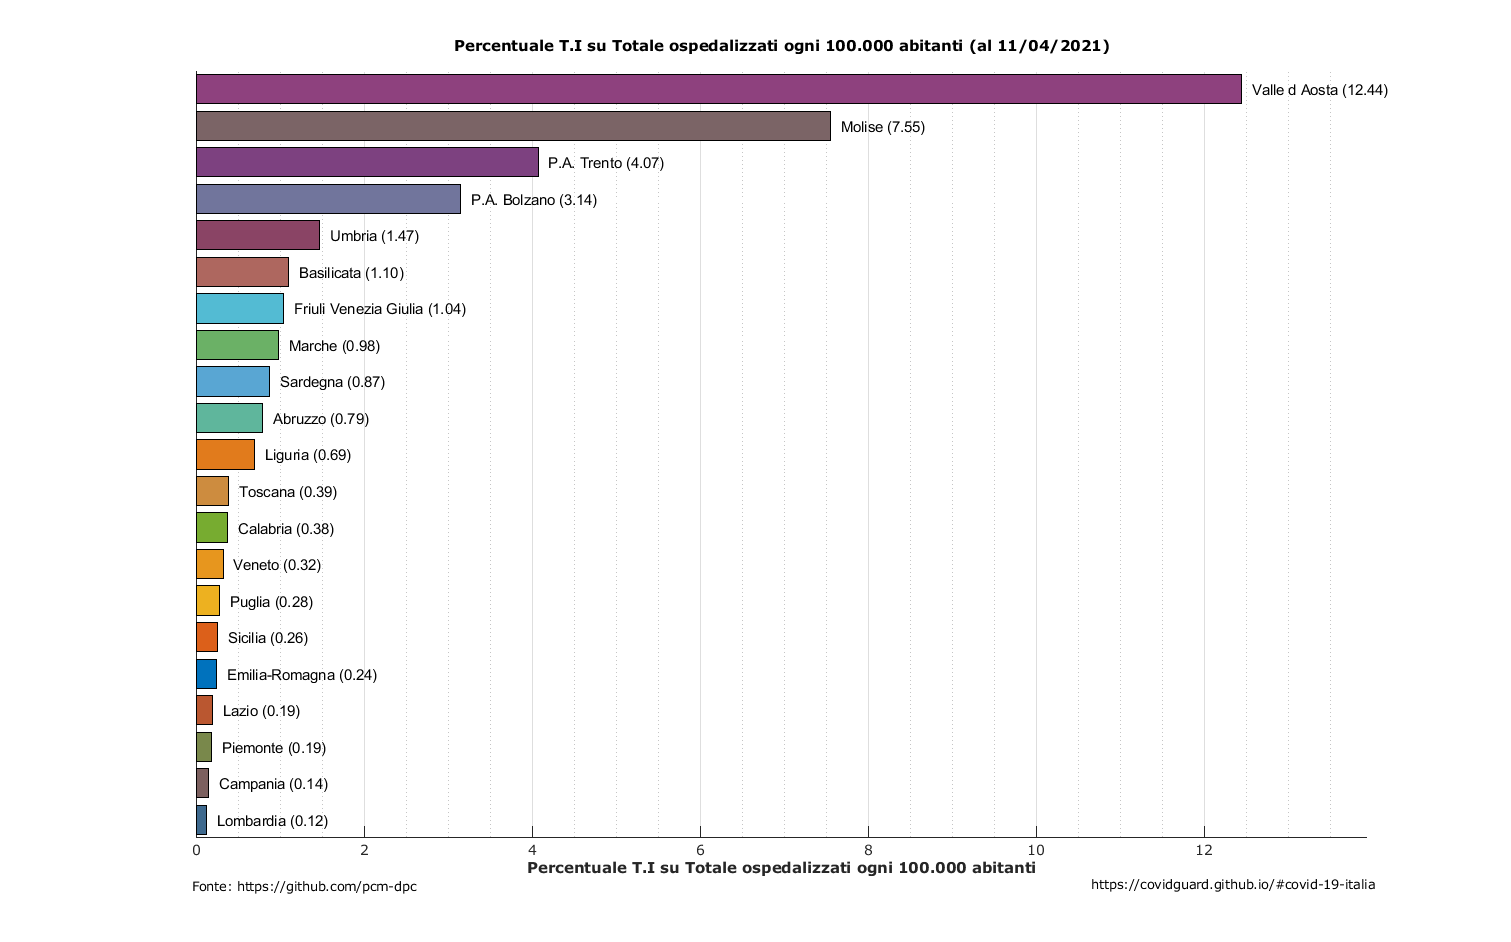 Percentuale T.I su Totale ospedalizzati ogni 100.000 abitanti (al 11/04/2021)
Valle d Aosta (12.44)
Molise (7.55)
P.A. Trento (4.07)
P.A. Bolzano (3.14)
Umbria (1.47)
Basilicata (1.10)
Friuli Venezia Giulia (1.04)
Marche (0.98)
Sardegna (0.87)
Abruzzo (0.79)
Liguria (0.69)
Toscana (0.39)
Calabria (0.38)
Veneto (0.32)
Puglia (0.28)
Sicilia (0.26)
Emilia-Romagna (0.24)
Lazio (0.19)
Piemonte (0.19)
Campania (0.14)
Lombardia (0.12)
0 2 4 6 8 10 12
Percentuale T.I su Totale ospedalizzati ogni 100.000 abitanti
Fonte: https://github.com/pcm-dpc
https://covidguard.github.io/#covid-19-italia